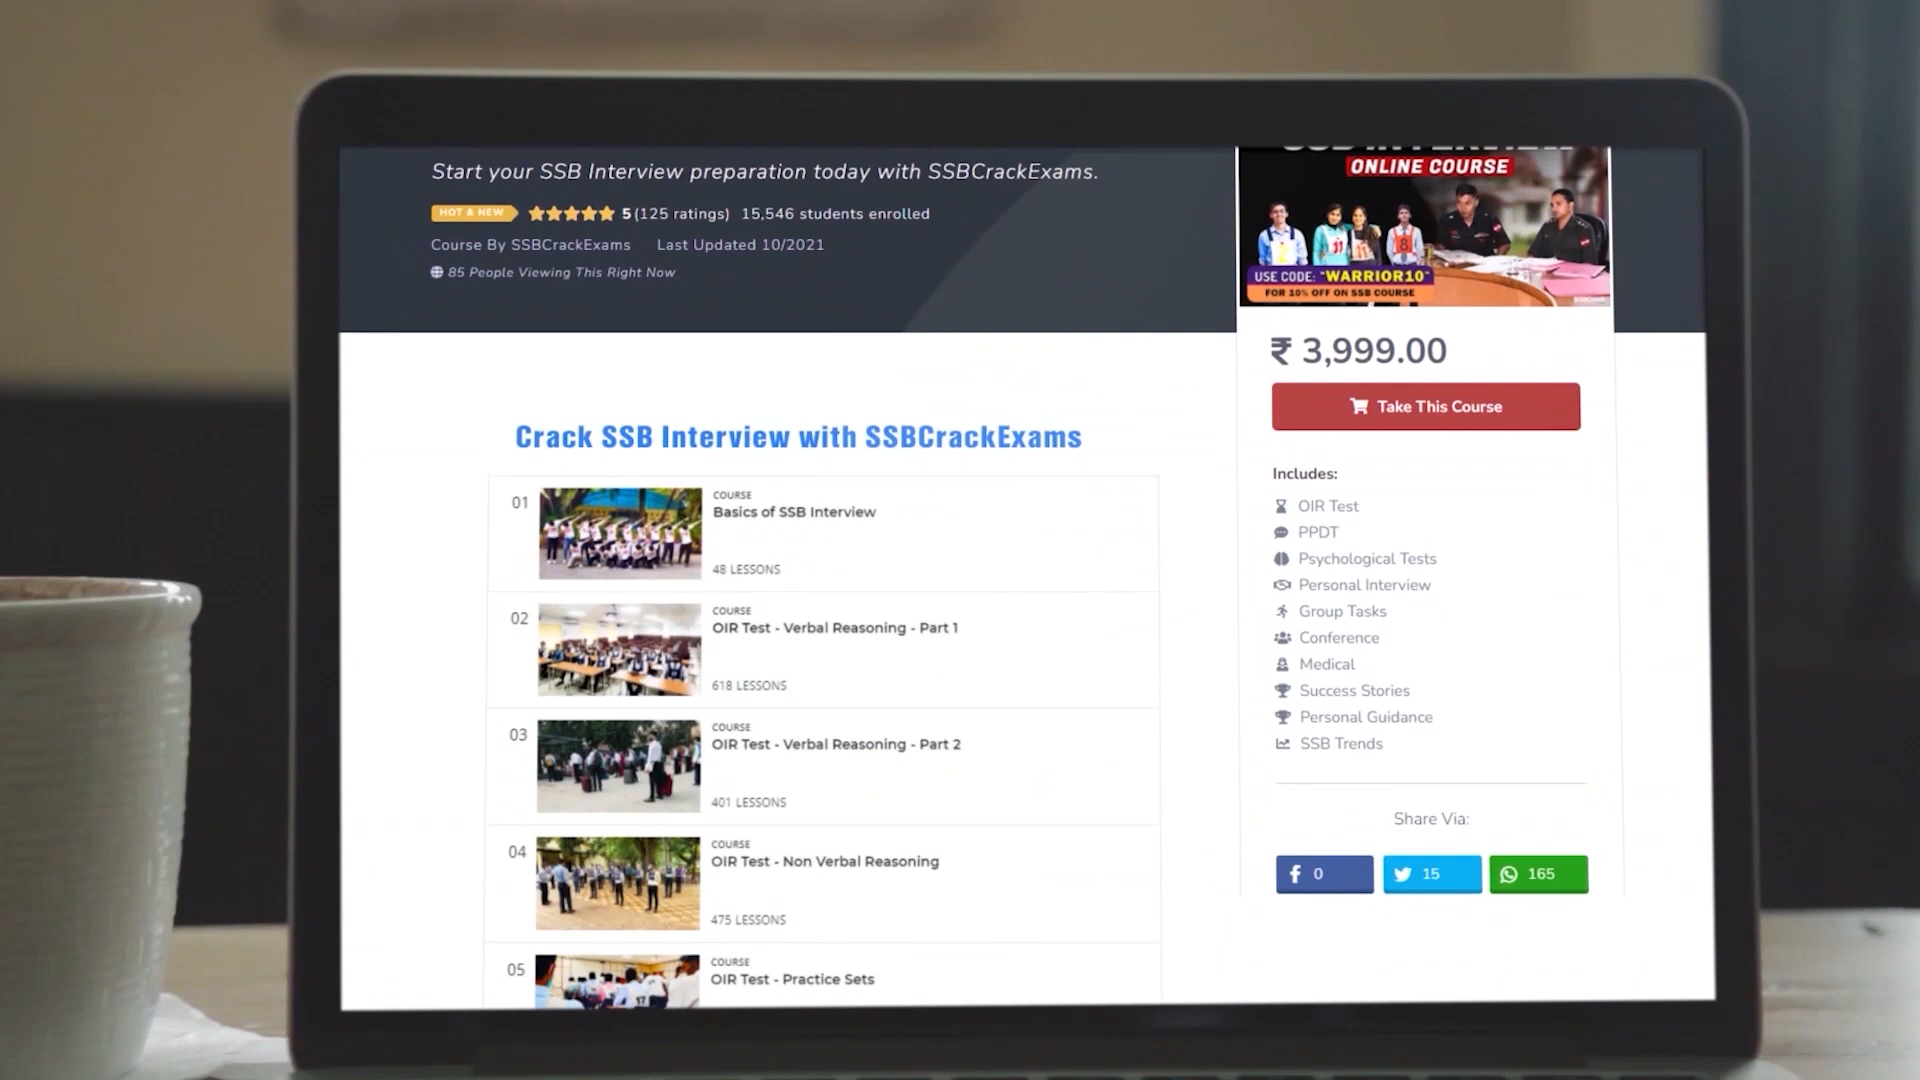 Start your SSB Interview preparation today with SSBCrackExams.
HOT & NEW 5 (125 ratings) 15,546 students enrolled
Course By SSBCrackExams Last Updated 10/2021
85 People Viewing This Right Now
ONLINE COURSE
11
8
USE CODE: "WARRIOR10"
FOR 10% OFF ON SSB COURSE
₹ 3,999.00
Take This Course
Includes:
OIR Test
PPDT
Psychological Tests
Personal Interview
Group Tasks
Conference
Medical
Success Stories
Personal Guidance
SSB Trends
Share Via:
0
15
165
Crack SSB Interview with SSBCrackExams
01
COURSE
Basics of SSB Interview
48 LESSONS
02
COURSE
OIR Test - Verbal Reasoning - Part 1
618 LESSONS
03
COURSE
OIR Test - Verbal Reasoning - Part 2
401 LESSONS
04
COURSE
OIR Test - Non Verbal Reasoning
475 LESSONS
05
COURSE
OIR Test - Practice Sets
17